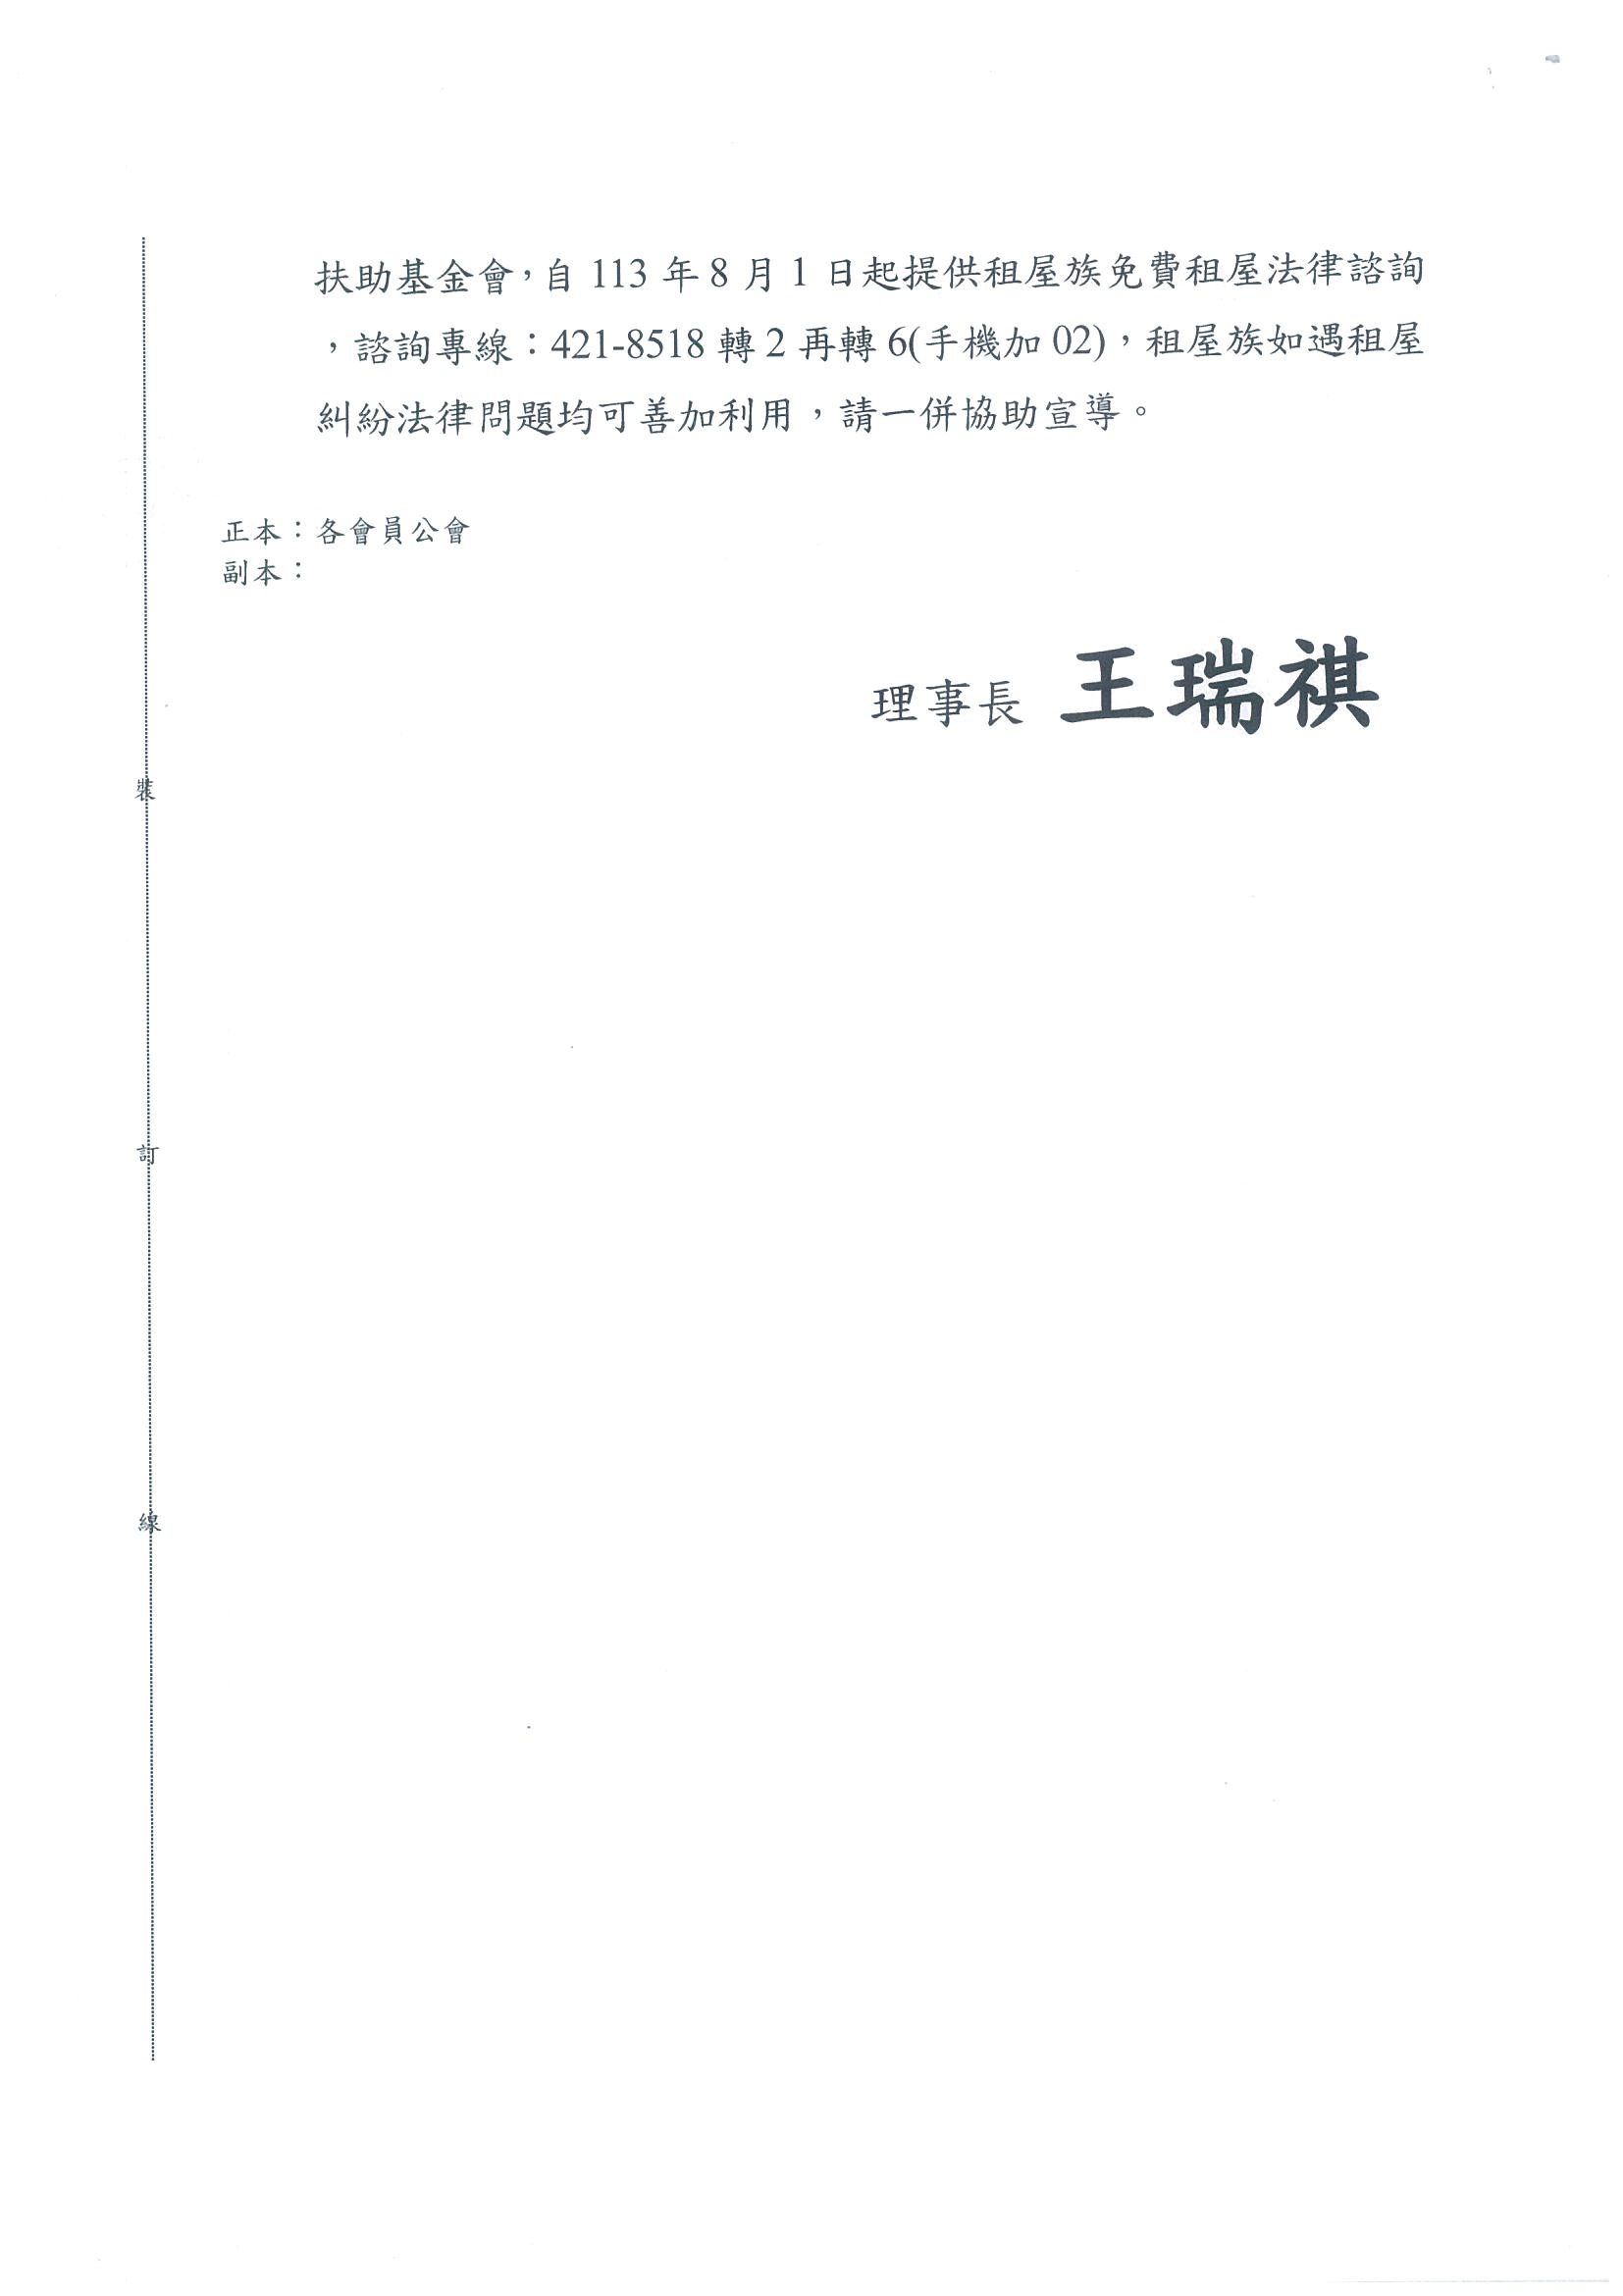 扶助基金會，自 113 年 8 月 1 日起提供租屋族免費租屋法律諮詢
，諮詢專線：421-8518 轉 2 再轉 6(手機加 02)，租屋族如遇租屋
糾紛法律問題均可善加利用，請一併協助宣導。
正本：各會員公會
副本：
理事長 王瑞祺
裝
訂
線